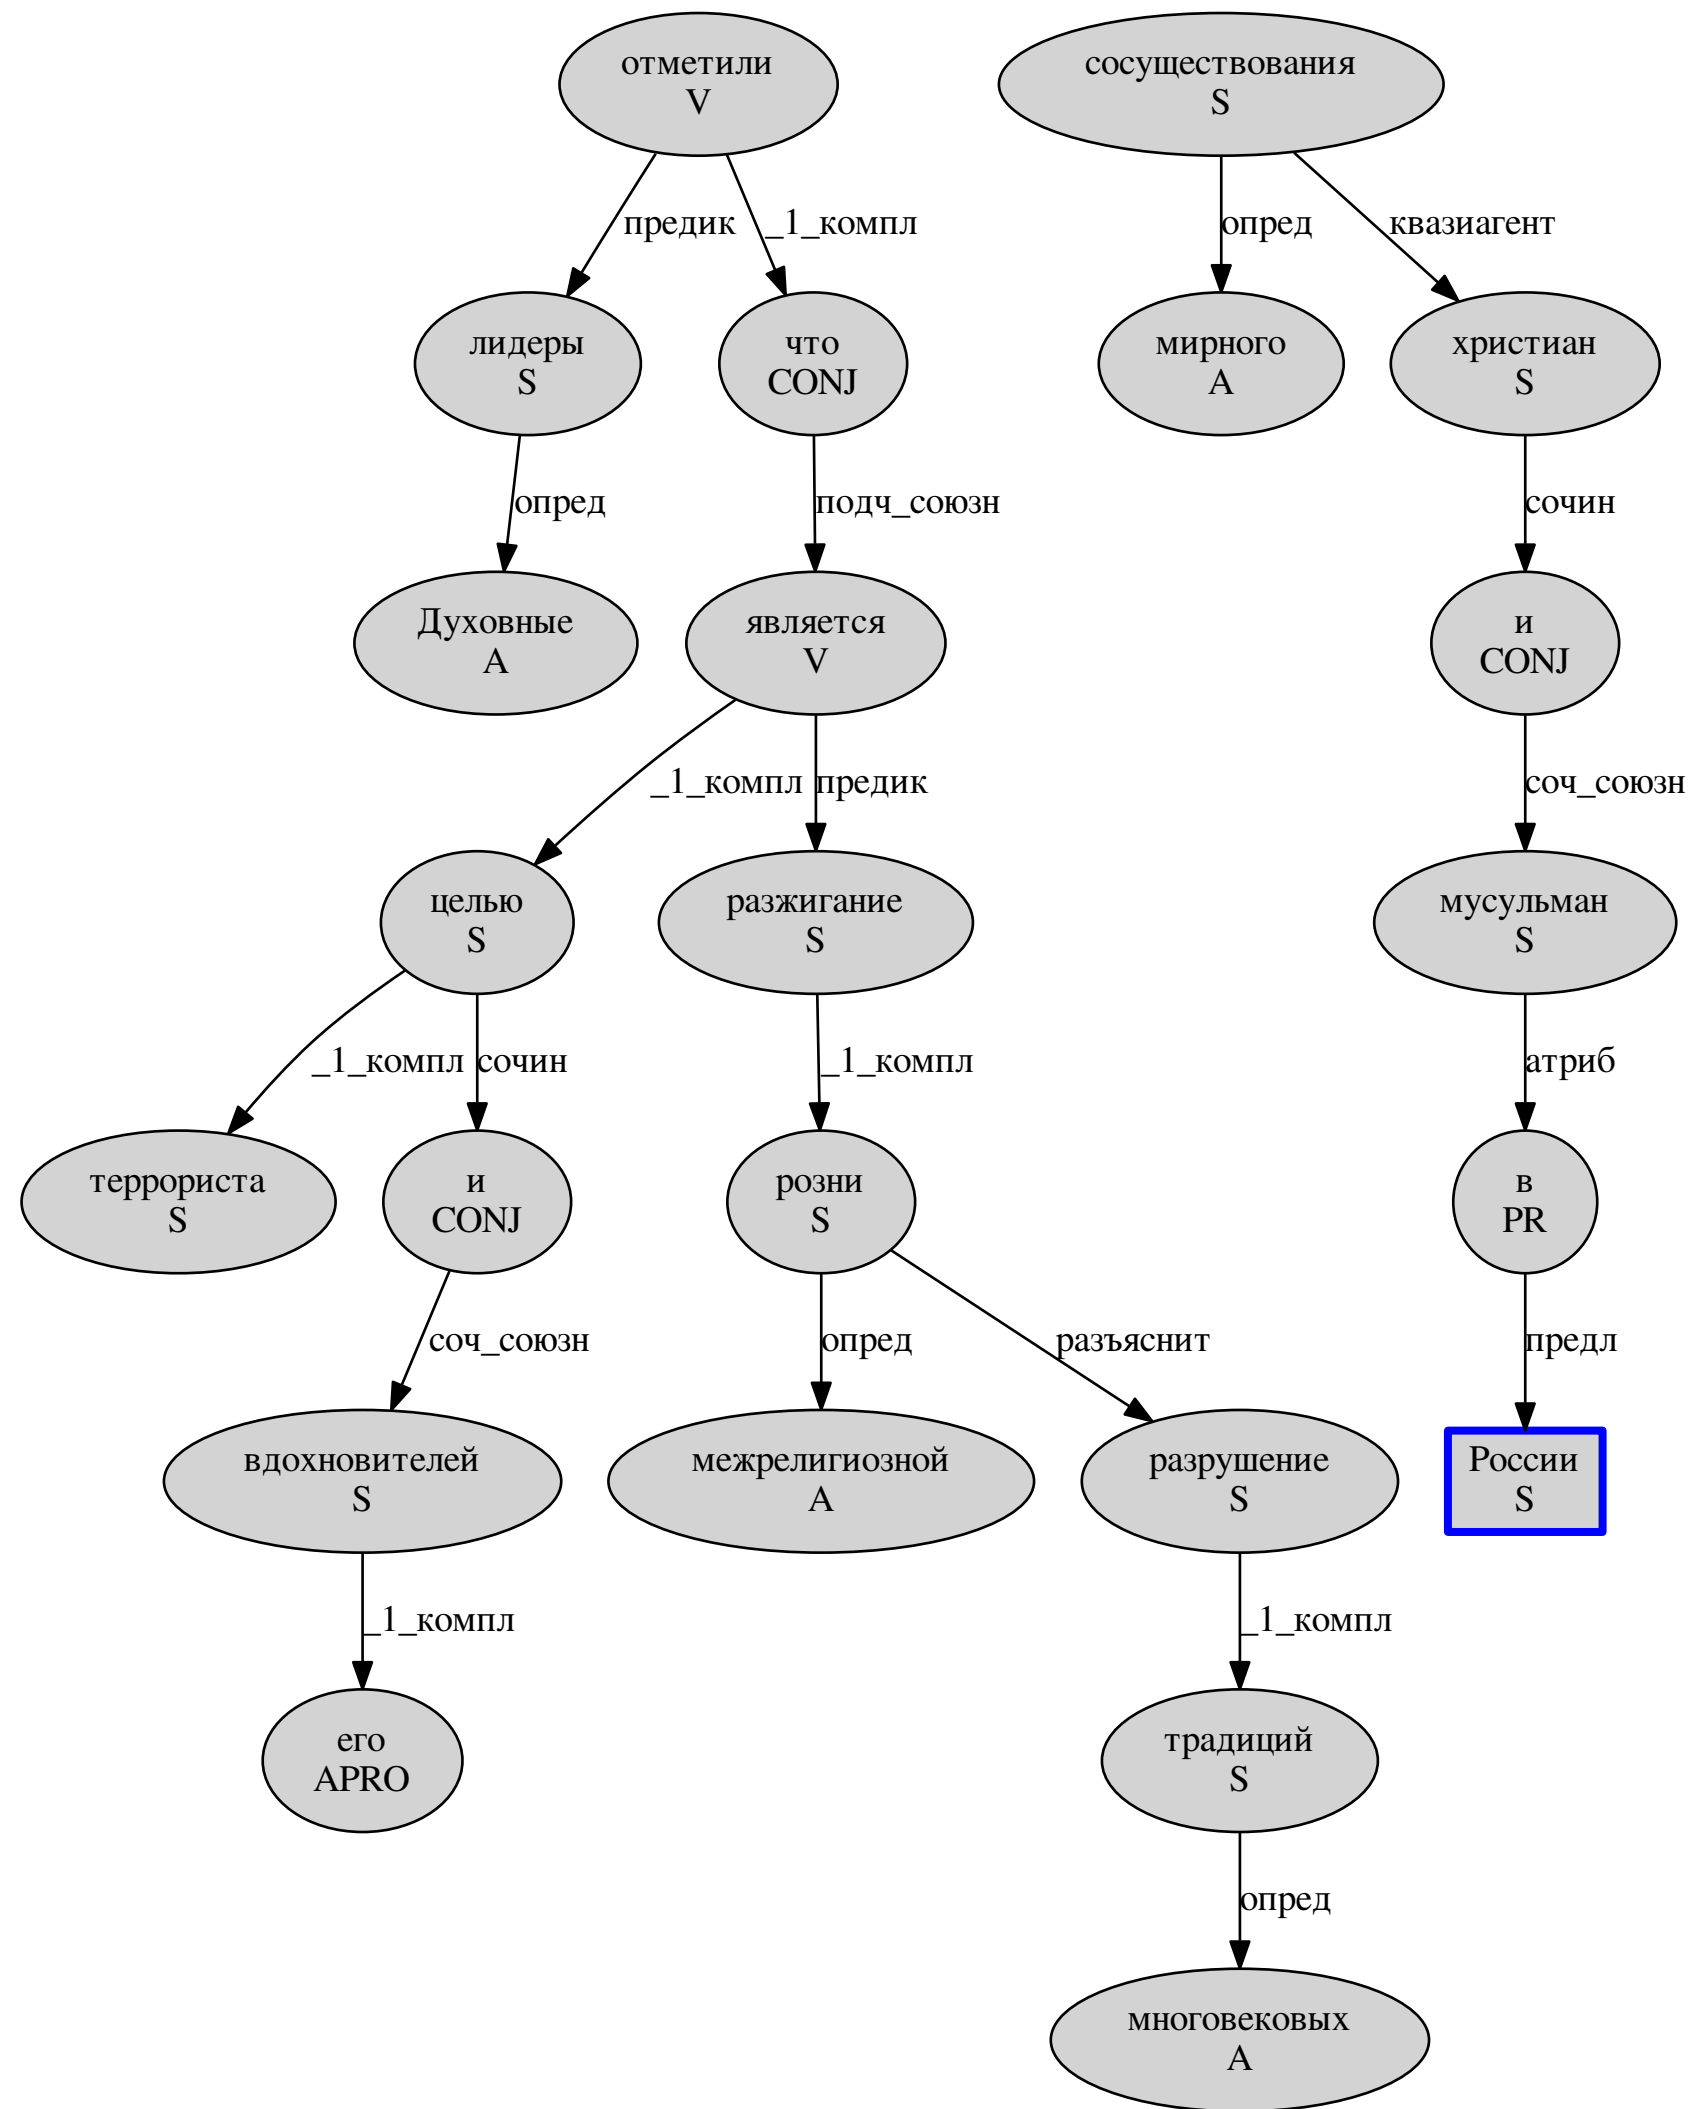 отметили
V
сосуществования
S
предик
_1_компл
опред
квазиагент
лидеры
S
что
CONJ
мирного
A
христиан
S
опред
подч_союзн
сочин
Духовные
A
является
V
и
CONJ
_1_компл
предик
соч_союзн
целью
S
разжигание
S
мусульман
S
_1_компл
сочин
_1_компл
атриб
террориста
S
и
CONJ
розни
S
в
PR
соч_союзн
опред
разъяснит
предл
вдохновителей
S
межрелигиозной
A
разрушение
S
России
S
_1_компл
_1_компл
его
APRO
традиций
S
опред
многовековых
A